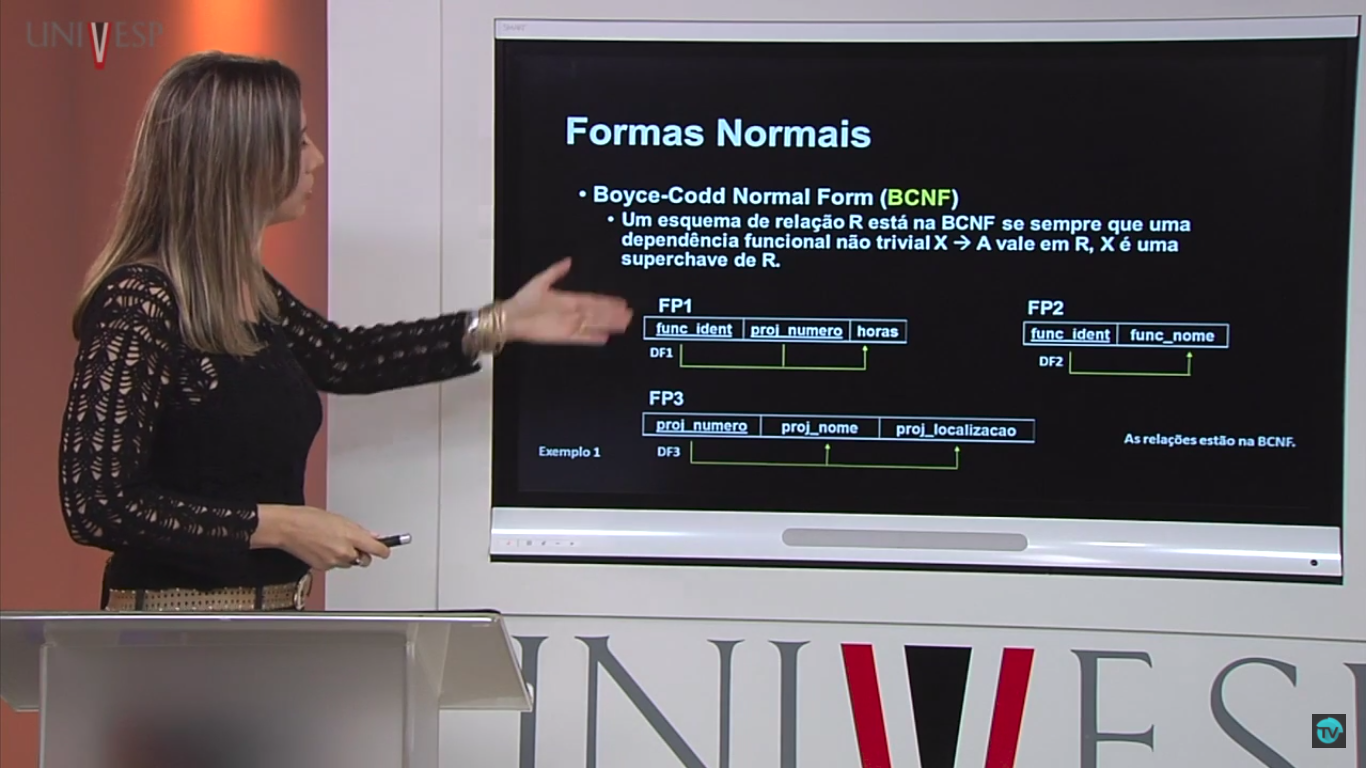 UNIVESP
SMART
Formas Normais
• Boyce-Codd Normal Form (BCNF)
• Um esquema de relação R está na BCNF se sempre que uma
dependência funcional não trivial X → A vale em R, X é uma
superchave de R.
FP1
func_ident proj_numero horas
DF1
FP2
func_ident func_nome
DF2
FP3
proj_numero proj_nome proj_localizacao
DF3
Exemplo 1
As relações estão na BCNF.
UNIVES
TV